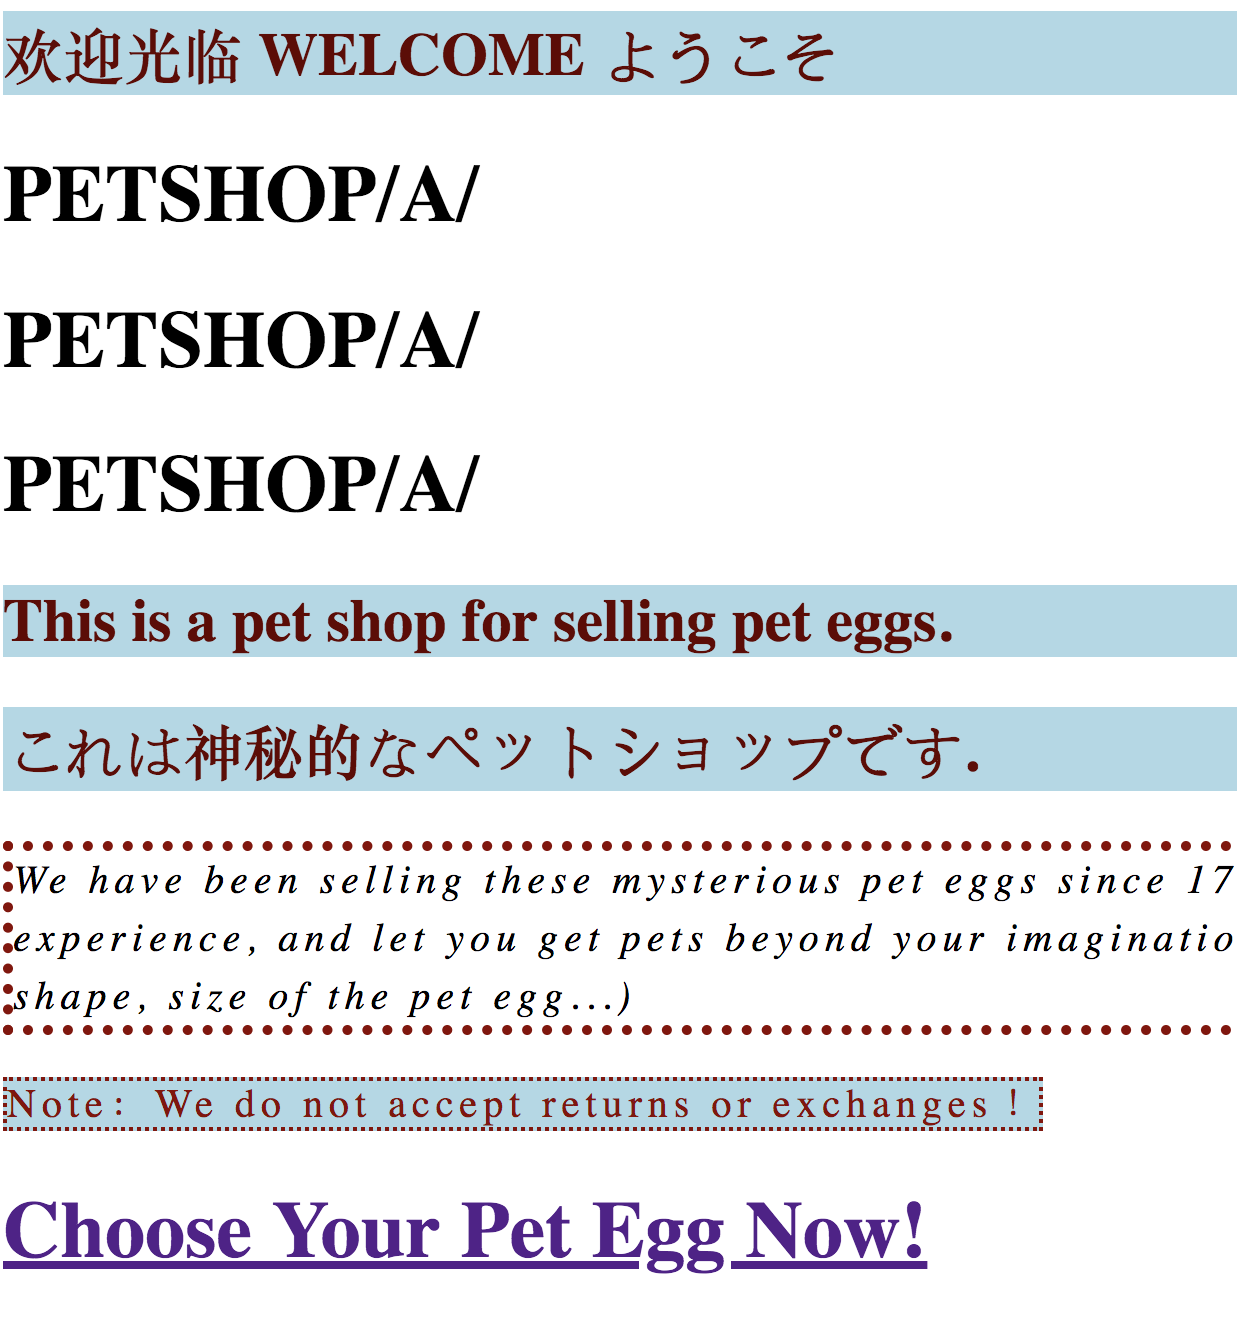 欢迎光临 WELCOME ようこそ
PETSHOP/A/
PETSHOP/A/
PETSHOP/A/
This is a pet shop for selling pet eggs.
これは神秘的なペットショップです.
We have been selling these mysterious pet eggs since 17
experience, and let you get pets beyond your imaginatio
shape, size of the pet egg...)
Note: We do not accept returns or exchanges！
Choose Your Pet Egg Now!